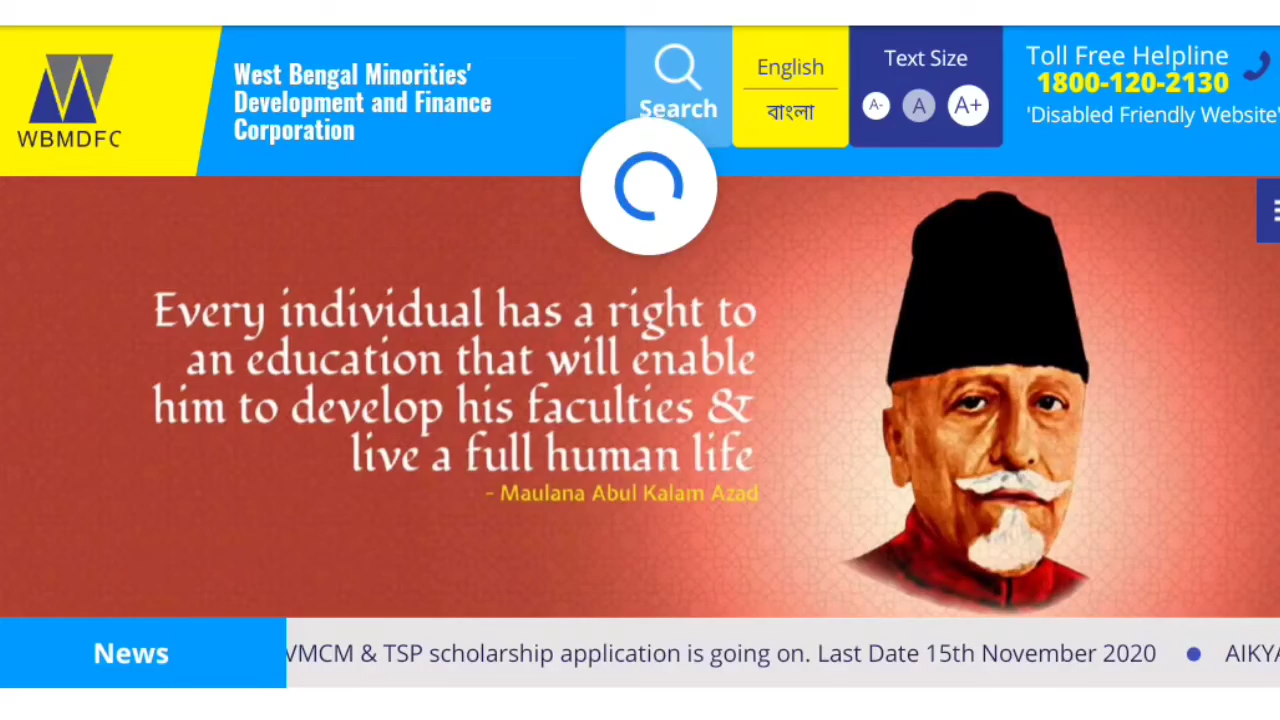 WBMDFC
West Bengal Minorities'
Development and Finance
Corporation
Search
English
বাংলা
Text Size
A- A A+
Toll Free Helpline
1800-120-2130
'Disabled Friendly Website'
Every individual has a right to
an education that will enable
him to develop his faculties &
live a full human life
- Maulana Abul Kalam Azad
News
VMCM & TSP scholarship application is going on. Last Date 15th November 2020 • AIKYA